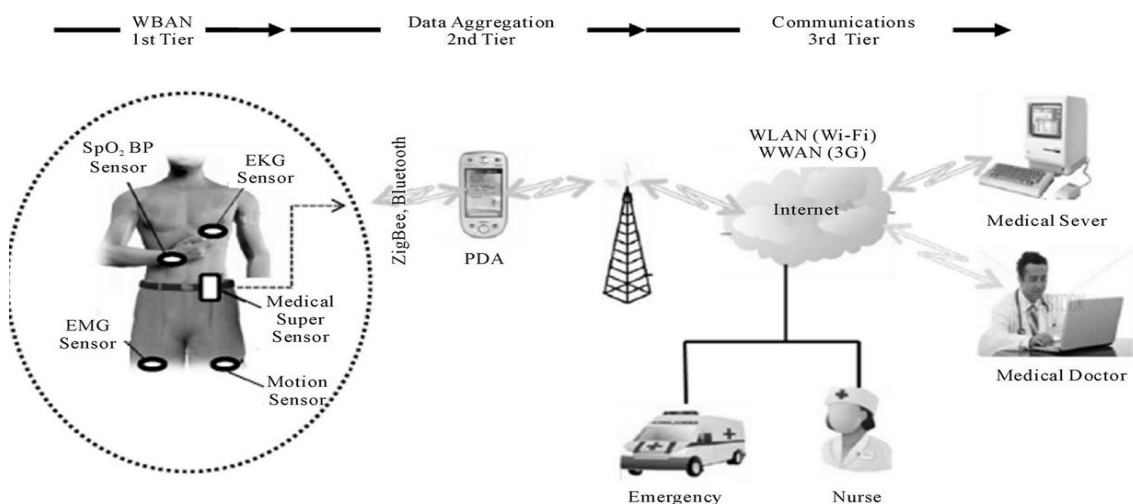 WBAN
1st Tier
Data Aggregation
2nd Tier
Communications
3rd Tier
SpO₂ BP
Sensor
EKG
Sensor
EMG
Sensor
Medical
Super
Sensor
Motion
Sensor
ZigBee, Bluetooth
PDA
WLAN (Wi-Fi)
WWAN (3G)
Internet
Medical Sever
Medical Doctor
Emergency
Nurse